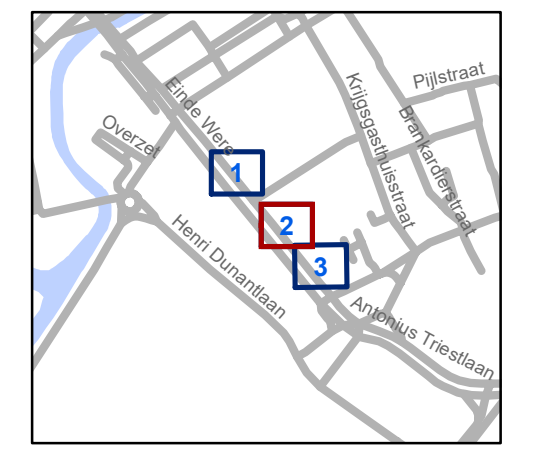 Pijlstraat
Einde Were
Krijgsgasthuisstraat
Brankardierstraat
Overzet
1
2
3
Henri Dunantlaan
Antonius Triestlaan